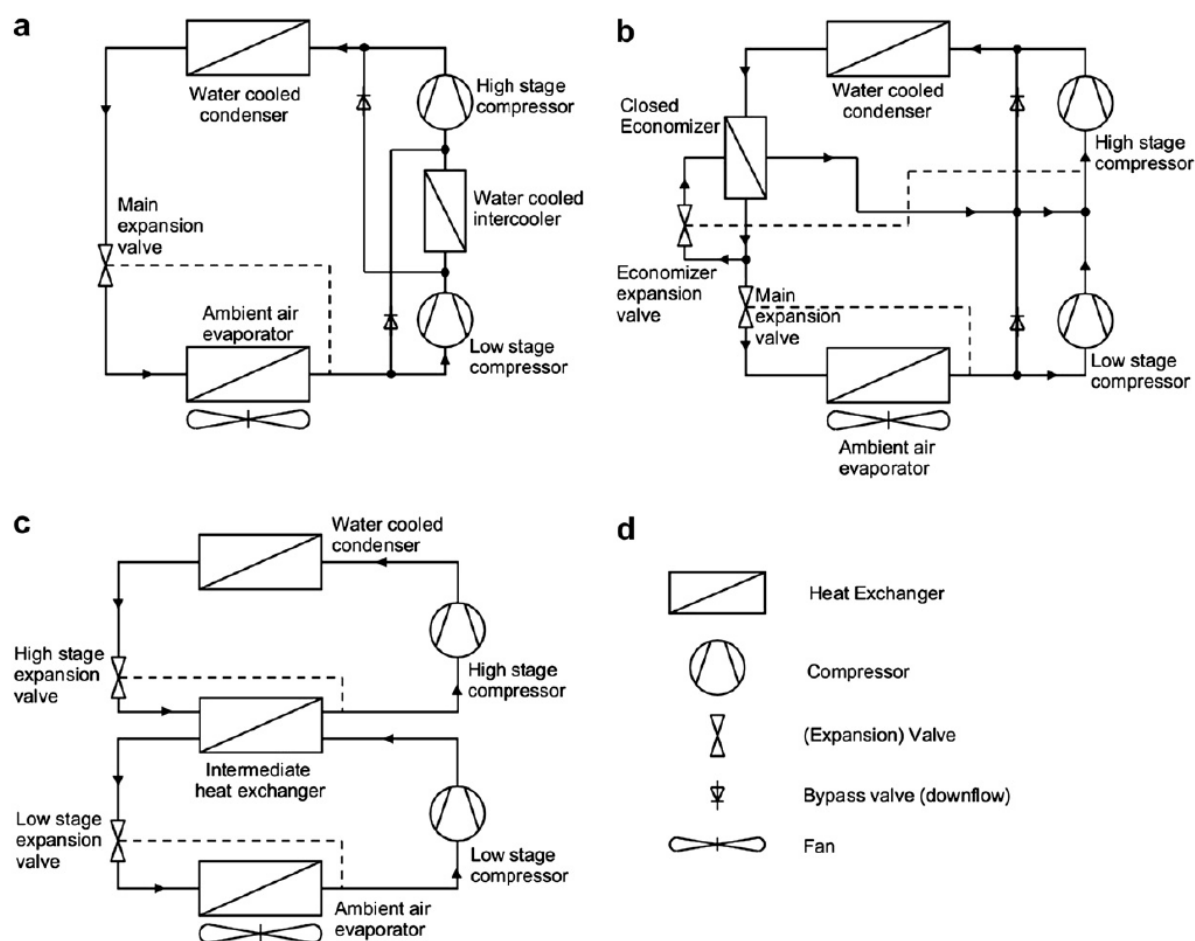 a
Water cooled
condenser
High stage
compressor
Main
expansion
valve
Water cooled
intercooler
Ambient air
evaporator
Low stage
compressor
b
Water cooled
condenser
Closed
Economizer
High stage
compressor
Economizer
expansion
valve
Main
expansion
valve
Low stage
compressor
Ambient air
evaporator
c
Water cooled
condenser
High stage
expansion
valve
High stage
compressor
Intermediate
heat exchanger
Low stage
expansion
valve
Low stage
compressor
Ambient air
evaporator
d
Heat Exchanger
Compressor
(Expansion) Valve
Bypass valve (downflow)
Fan